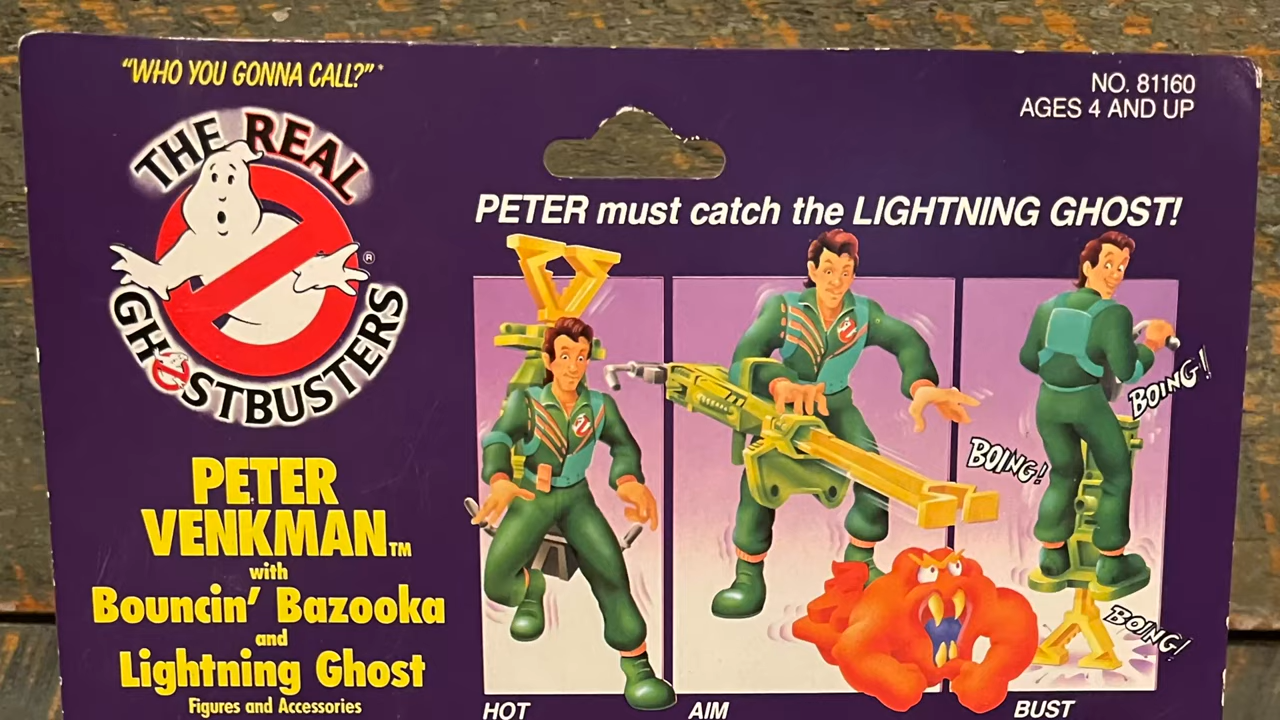 "WHO YOU GONNA CALL?"*
NO. 81160
AGES 4 AND UP
THE REAL
GHOSTBUSTERS
®
PETER must catch the LIGHTNING GHOST!
BOING!
BOING!
BOING!
PETER
VENKMAN™
with
Bouncin' Bazooka
and
Lightning Ghost
Figures and Accessories
HOT
AIM
BUST